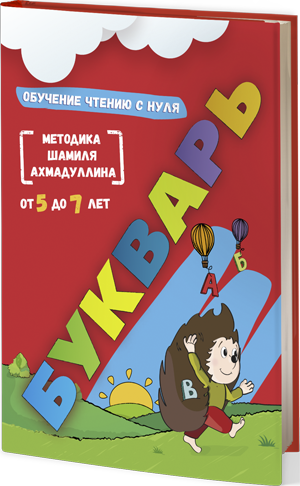 ОБУЧЕНИЕ ЧТЕНИЮ С НУЛЯ
МЕТОДИКА
ШАМИЛЯ
АХМАДУЛЛИНА
ОТ 5 ДО 7 ЛЕТ
БУКВАРЬ
Б
А
В